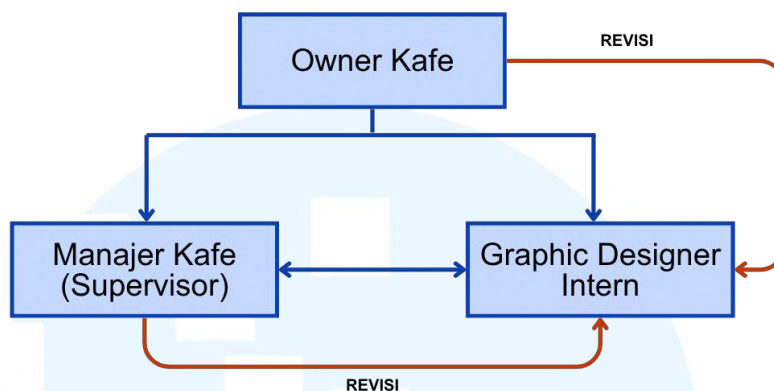 REVISI
Owner Kafe
Manajer Kafe
(Supervisor)
Graphic Designer
Intern
REVISI